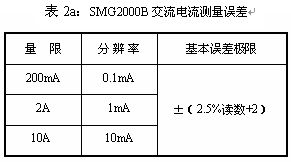 表 2a：SMG2000B 交流电流测量误差
量 限 分 辨 率 基本误差极限
200mA 0.1mA
2A 1mA ±（2.5%读数+2）
10A 10mA